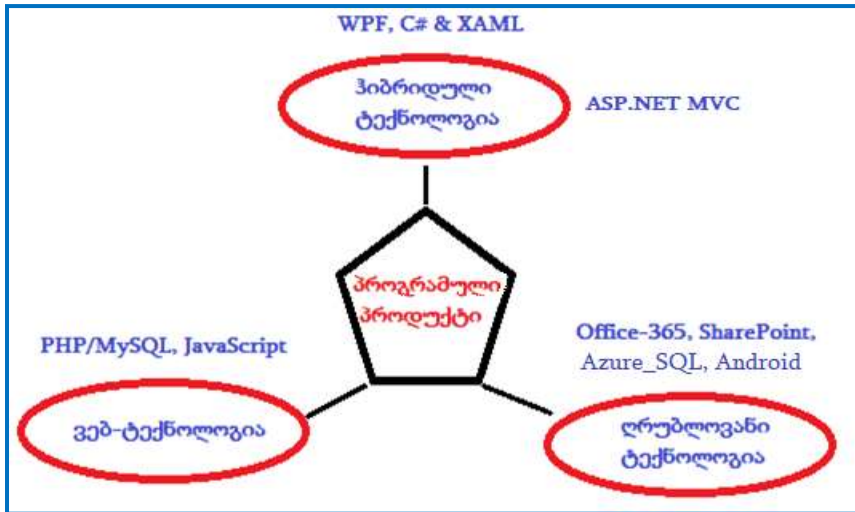 WPF, C# & XAML
ჰიბრიდული
ტექნოლოგია
ASP.NET MVC
პროგრამული
პროდუქტი
PHP/MySQL, JavaScript
Office-365, SharePoint,
Azure_SQL, Android
ვებ-ტექნოლოგია
ღრუბლოვანი
ტექნოლოგია